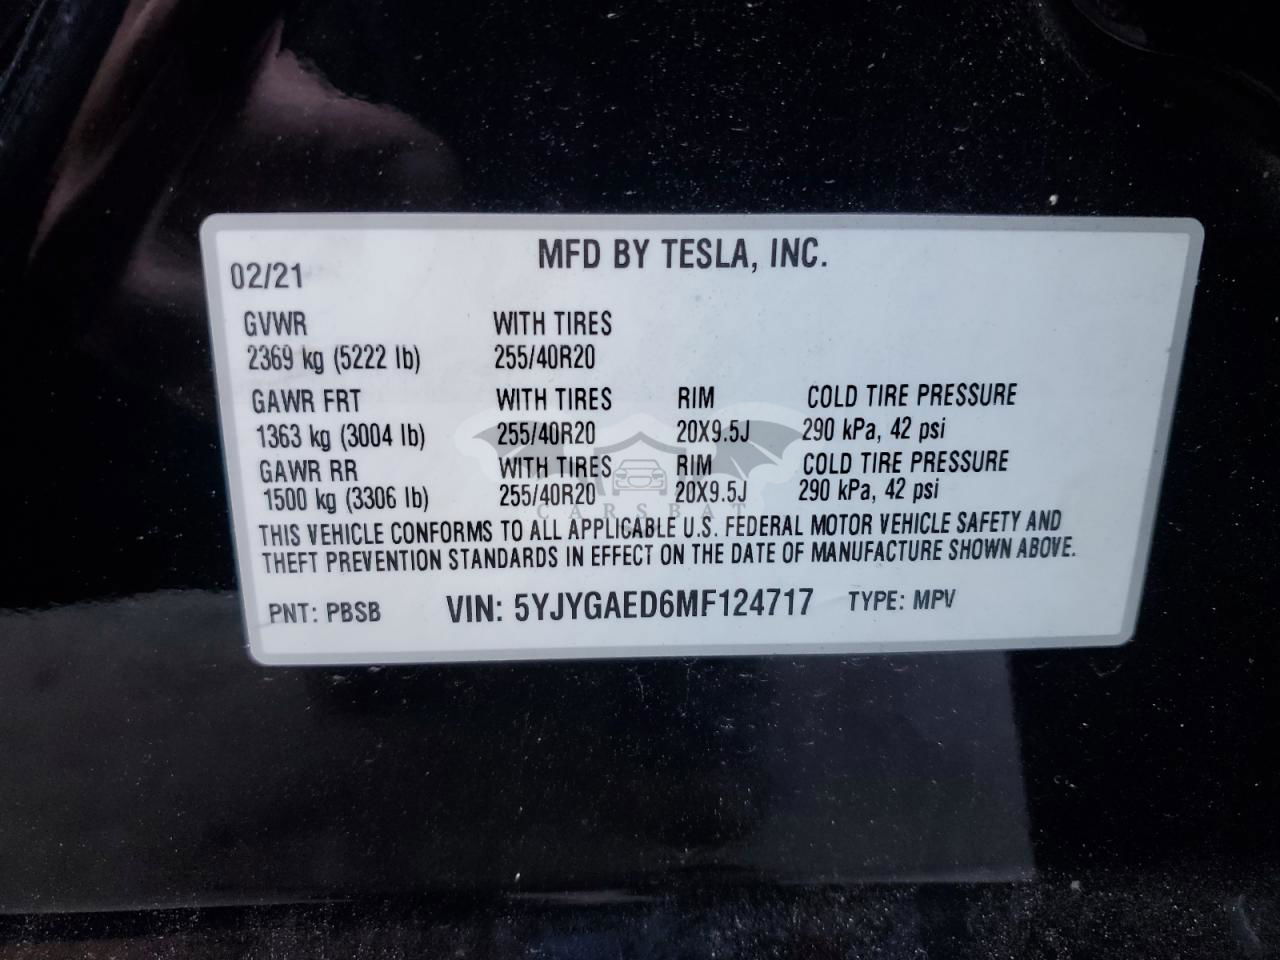 MFD BY TESLA, INC.
02/21
GVWR WITH TIRES
2369 kg (5222 lb) 255/40R20
GAWR FRT WITH TIRES RIM COLD TIRE PRESSURE
1363 kg (3004 lb) 255/40R20 20X9.5J 290 kPa, 42 psi
GAWR RR WITH TIRES RIM COLD TIRE PRESSURE
1500 kg (3306 lb) 255/40R20 20X9.5J 290 kPa, 42 psi
CARSBAT
THIS VEHICLE CONFORMS TO ALL APPLICABLE U.S. FEDERAL MOTOR VEHICLE SAFETY AND
THEFT PREVENTION STANDARDS IN EFFECT ON THE DATE OF MANUFACTURE SHOWN ABOVE.
PNT: PBSB VIN: 5YJYGAED6MF124717 TYPE: MPV